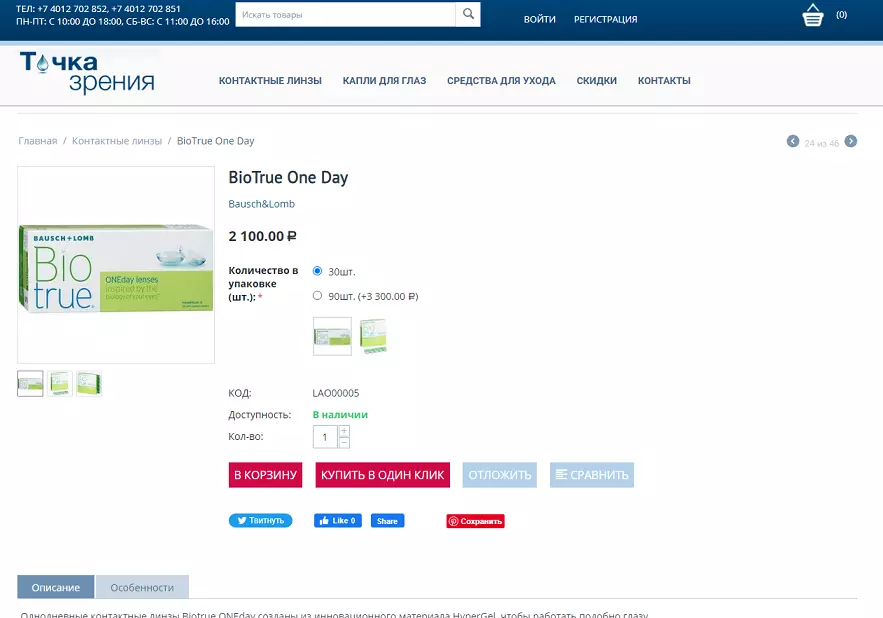 ТЕЛ: +7 4012 702 852, +7 4012 702 851
ПН-ПТ: С 10:00 ДО 18:00, СБ-ВС: С 11:00 ДО 16:00
Искать товары
ВОЙТИ РЕГИСТРАЦИЯ
(0)
Точка
зрения
КОНТАКТНЫЕ ЛИНЗЫ КАПЛИ ДЛЯ ГЛАЗ СРЕДСТВА ДЛЯ УХОДА СКИДКИ КОНТАКТЫ
Главная / Контактные линзы / BioTrue One Day
24 из 46
BioTrue One Day
Bausch&Lomb
2 100.00 ₽
BAUSCH + LOMB
Bio
true
ONEday lenses
inspired by the
biology of your eyes
Количество в
упаковке
(шт.): *
30шт.
90шт. (+3 300.00 ₽)
КОД: LAO00005
Доступность: В наличии
Кол-во: 1
В КОРЗИНУ КУПИТЬ В ОДИН КЛИК ОТЛОЖИТЬ СРАВНИТЬ
Твитнуть Like 0 Share Сохранить
Описание Особенности
Однодневные контактные линзы Biotrue ONEday созданы из инновационного материала HyperGel, чтобы работать подобно глазу